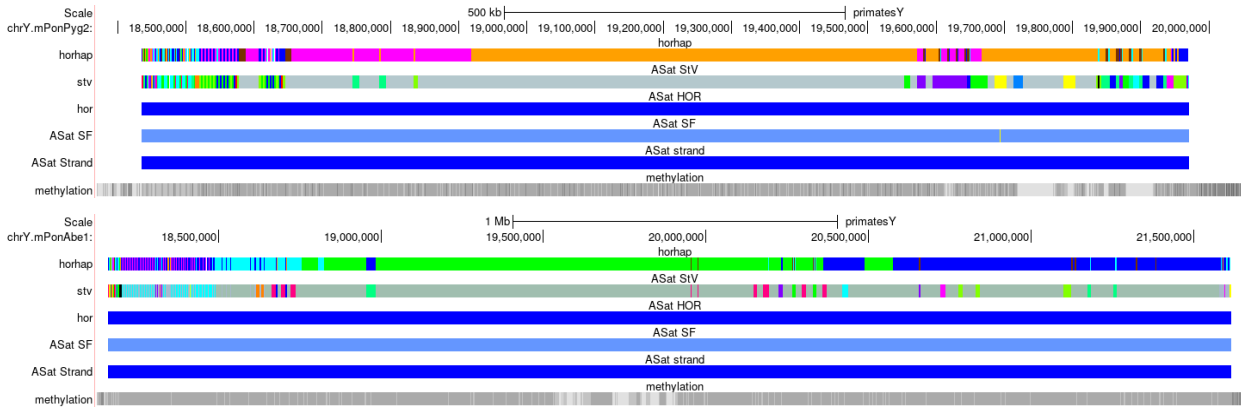 Scale 500 kb primatesY
chrY.mPonPyg2: 18,500,000 18,600,000 18,700,000 18,800,000 18,900,000 19,000,000 19,100,000 19,200,000 19,300,000 19,400,000 19,500,000 19,600,000 19,700,000 19,800,000 19,900,000 20,000,000
horhap
horhap
ASat StV
stv
ASat HOR
hor
ASat SF
ASat SF
ASat strand
ASat Strand
methylation
methylation
Scale 1 Mb primatesY
chrY.mPonAbe1: 18,500,000 19,000,000 19,500,000 20,000,000 20,500,000 21,000,000 21,500,000
horhap
horhap
ASat StV
stv
ASat HOR
hor
ASat SF
ASat SF
ASat strand
ASat Strand
methylation
methylation